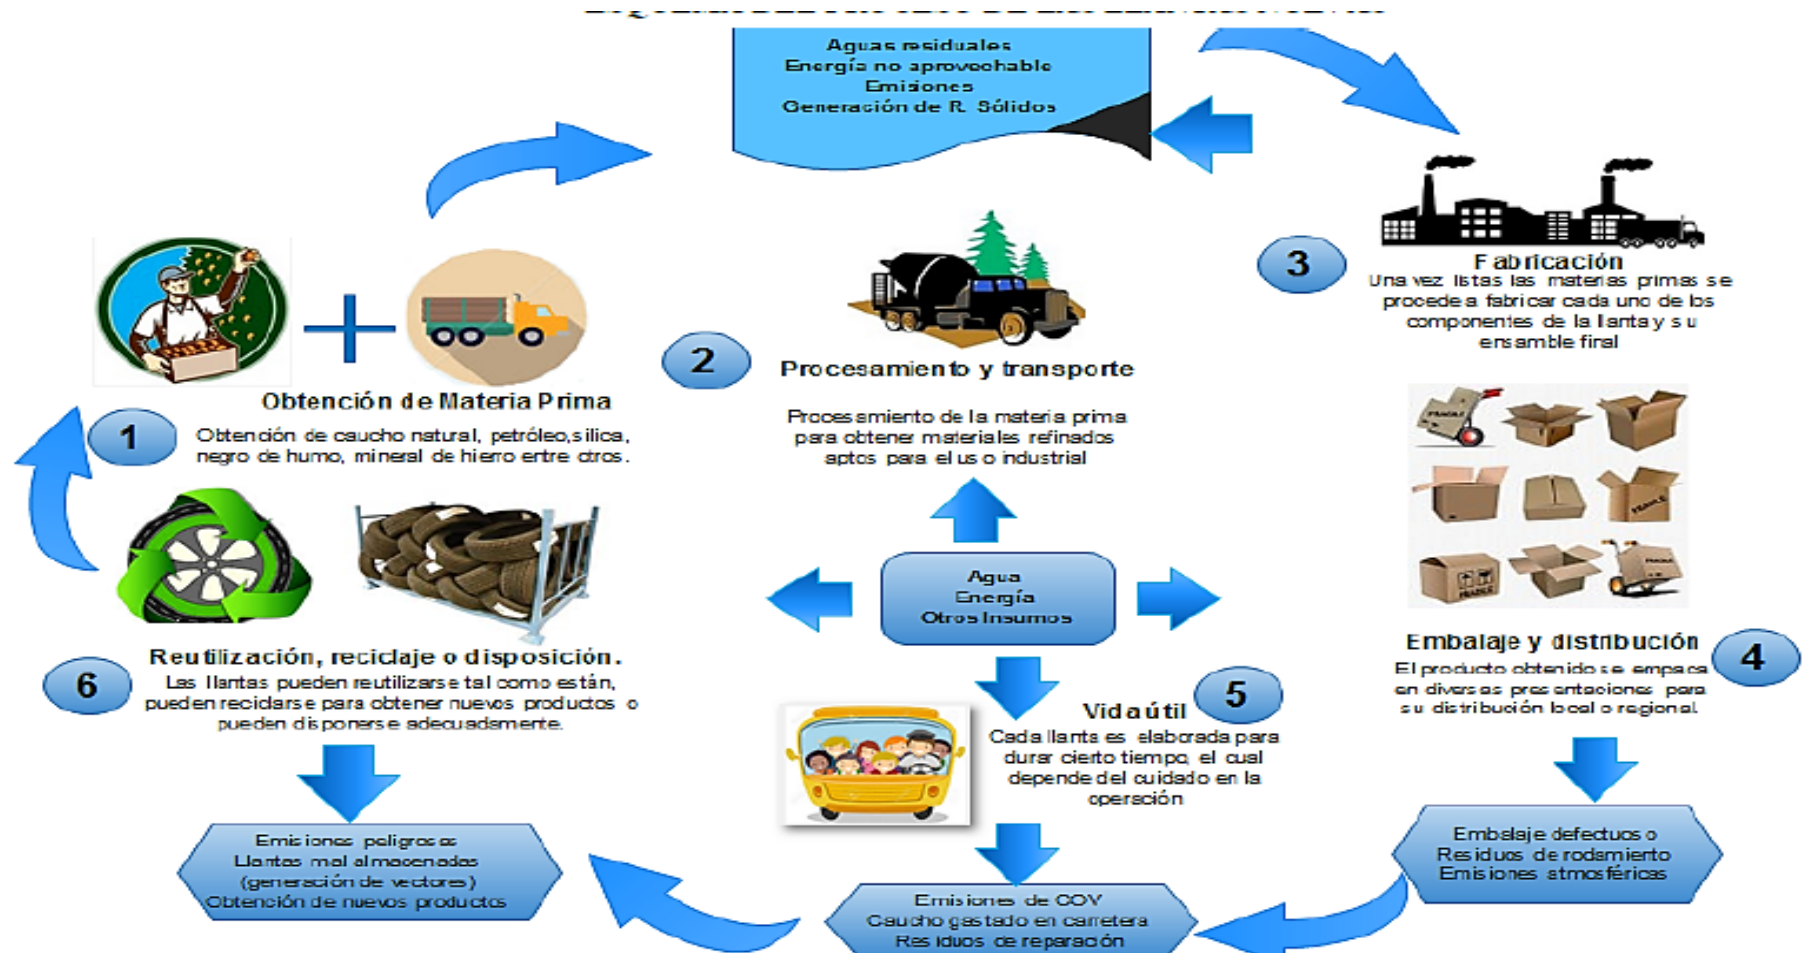 Aguas residuales
Energía no aprovechable
Emisiones
Generación de R. Sólidos
1
Obtención de Materia Prima
Obtención de caucho natural, petróleo,silica,
negro de humo, mineral de hierro entre otros.
2
Procesamiento y transporte
Procesamiento de la materia prima
para obtener materiales refinados
aptos para el uso industrial
3
Fabricación
Una vez listas las materias primas se
procede a fabricar cada uno de los
componentes de la llanta y su
ensamble final
FRAGILE
FRAGILE
FRAGILE
FRAGILE
4
Embalaje y distribución
El producto obtenido se empaca
en diversas presentaciones para
su distribución local o regional.
Agua
Energía
Otros Insumos
5
Vida útil
Cada llanta es elaborada para
durar cierto tiempo, el cual
depende del cuidado en la
operación
6
Reutilización, reciclaje o disposición.
Las llantas pueden reutilizarse tal como están,
pueden reciclarse para obtener nuevos productos o
pueden disponerse adecuadamente.
Emisiones peligrosas
Llantas mal almacenadas
(generación de vectores)
Obtención de nuevos productos
Emisiones de COV
Caucho gastado en carretera
Residuos de reparación
Embalaje defectuoso
Residuos de rodamiento
Emisiones atmosféricas